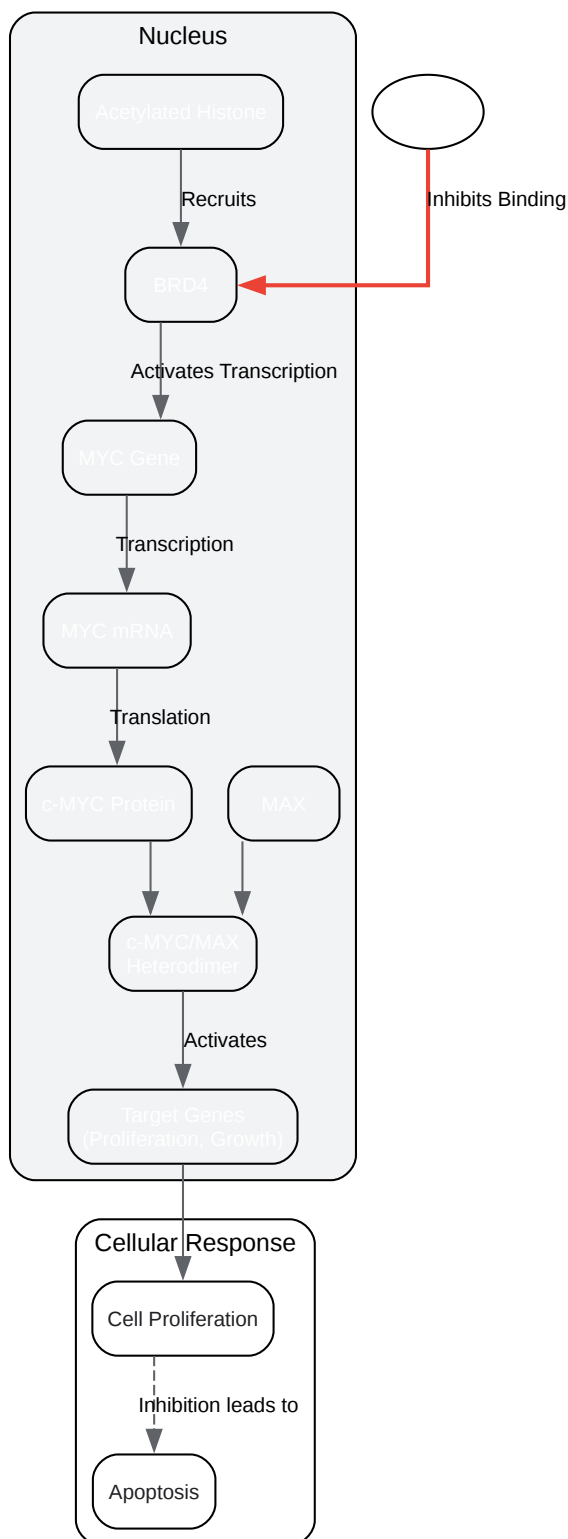 Nucleus
Acetylated Histone
Recruits
Inhibits Binding
BRD4
Activates Transcription
MYC Gene
Transcription
MYC mRNA
Translation
c-MYC Protein
MAX
c-MYC/MAX
Heterodimer
Activates
Target Genes
(Proliferation, Growth)
Cellular Response
Cell Proliferation
Inhibition leads to
Apoptosis